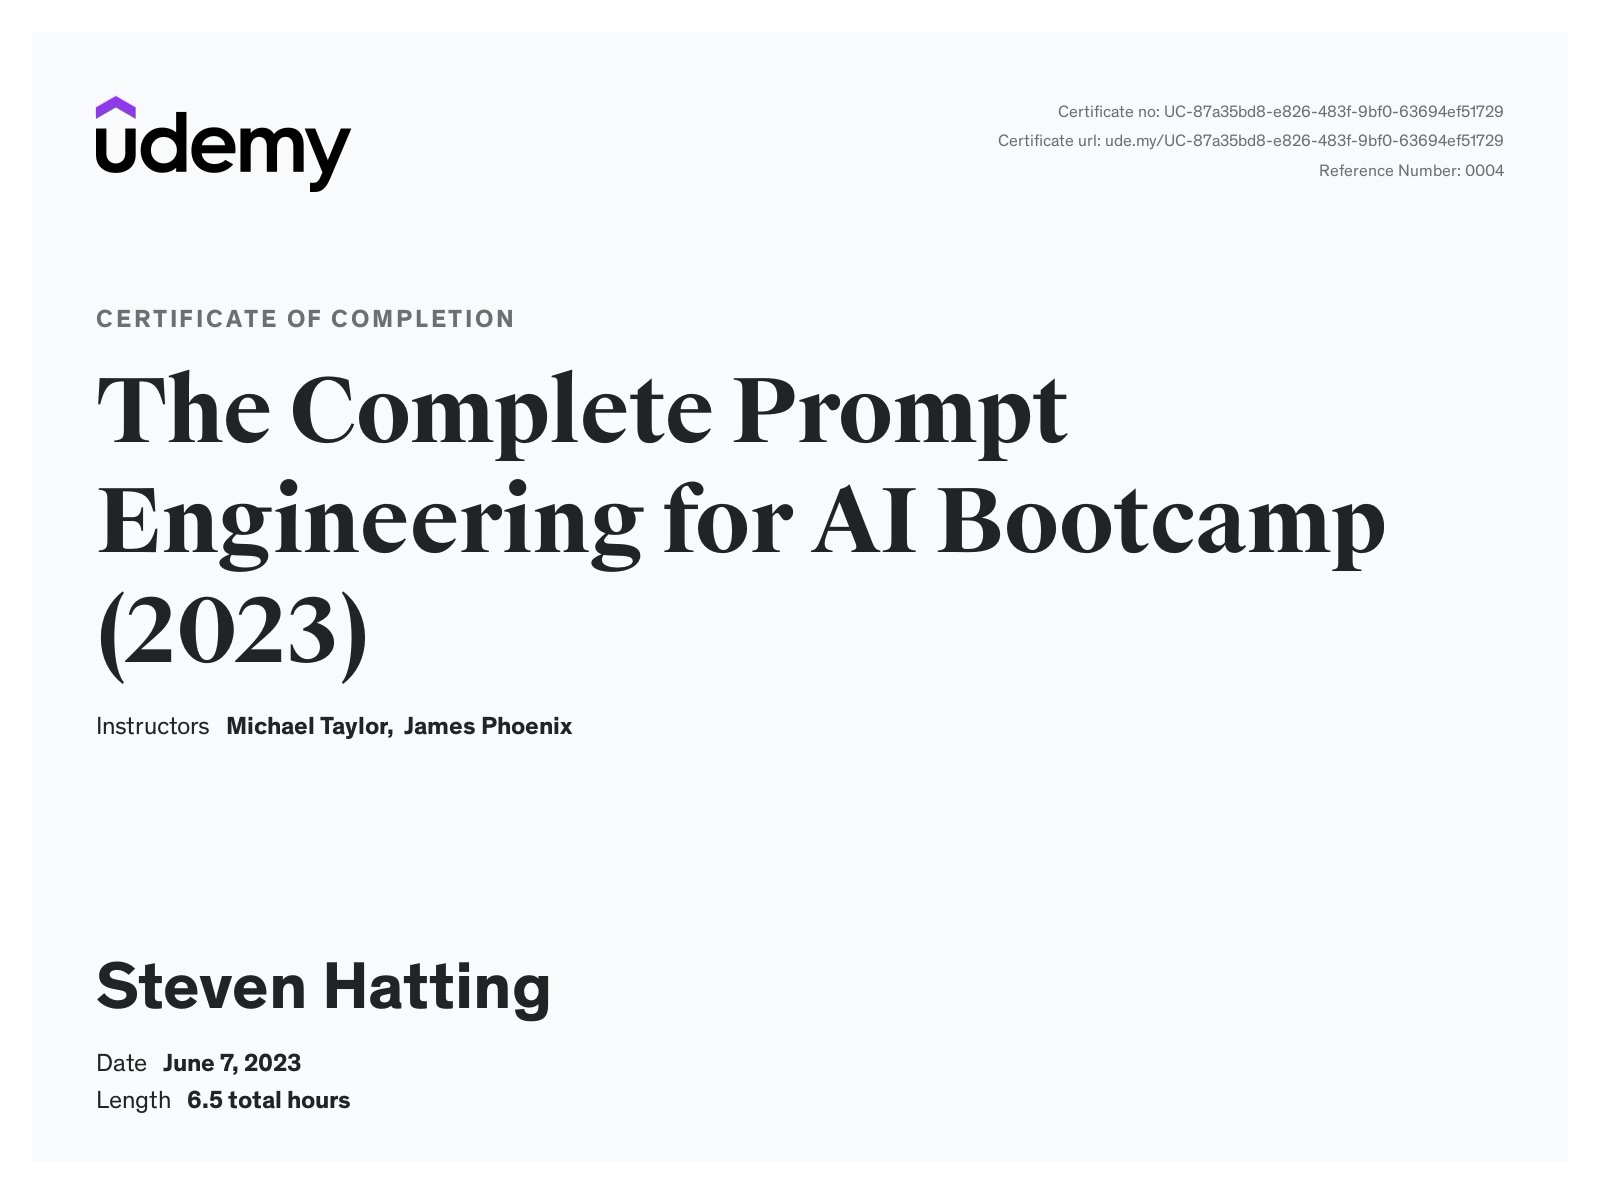 udemy
Certificate no: UC-87a35bd8-e826-483f-9bf0-63694ef51729
Certificate url: ude.my/UC-87a35bd8-e826-483f-9bf0-63694ef51729
Reference Number: 0004
CERTIFICATE OF COMPLETION
The Complete Prompt
Engineering for AI Bootcamp
(2023)
Instructors Michael Taylor, James Phoenix
Steven Hatting
Date June 7, 2023
Length 6.5 total hours